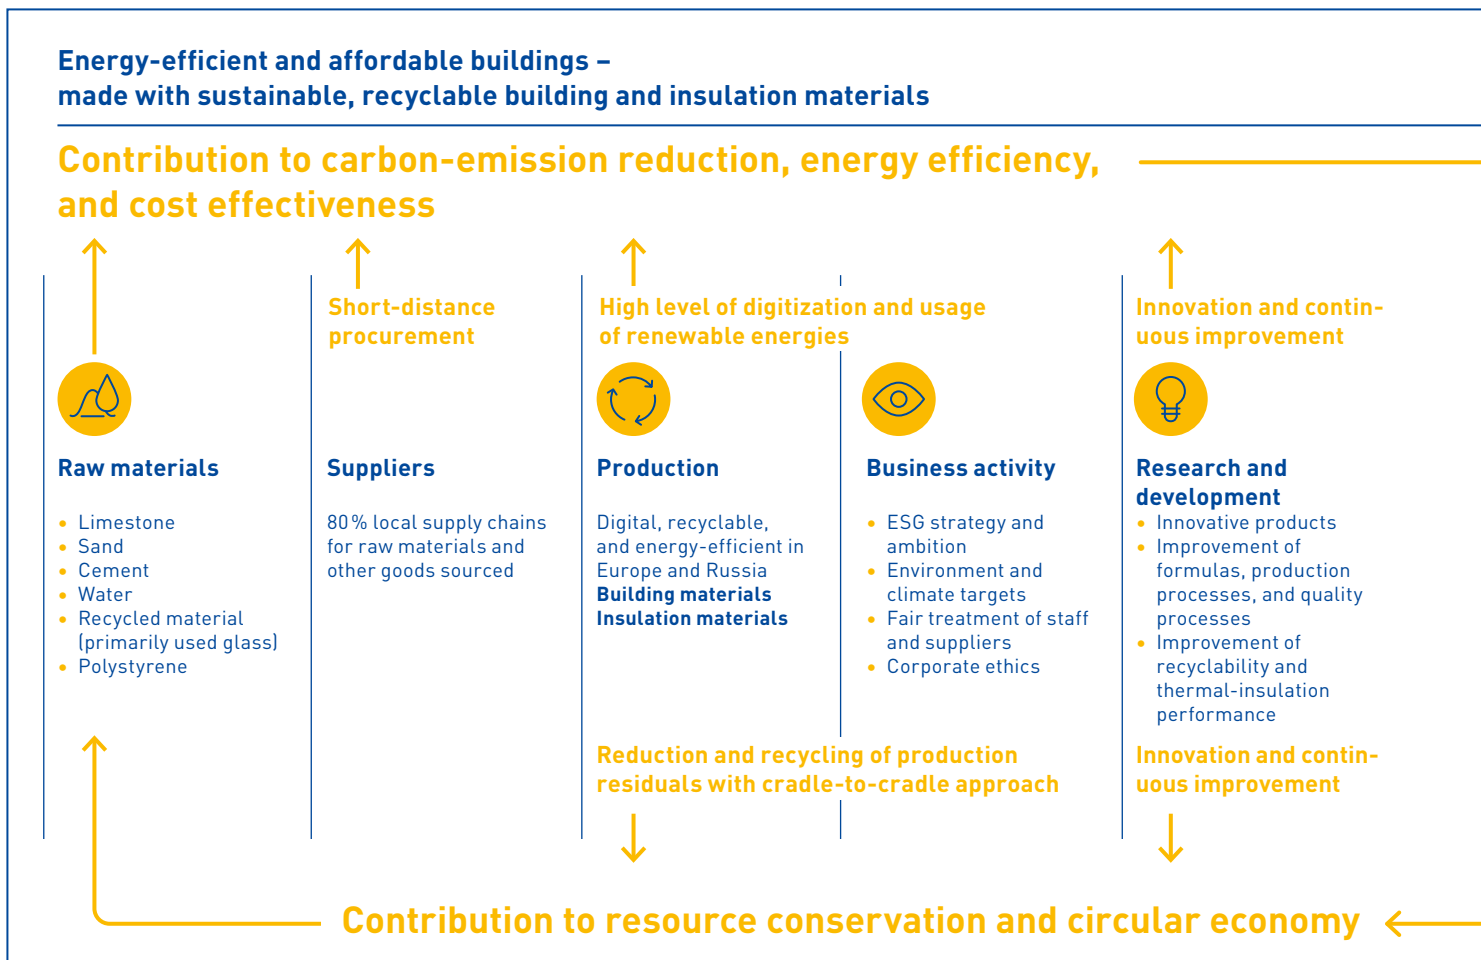 Energy-efficient and affordable buildings –
made with sustainable, recyclable building and insulation materials
Contribution to carbon-emission reduction, energy efficiency,
and cost effectiveness
Short-distance
procurement
High level of digitization and usage
of renewable energies
Innovation and contin-
uous improvement
Raw materials
• Limestone
• Sand
• Cement
• Water
• Recycled material
(primarily used glass)
• Polystyrene
Suppliers
80 % local supply chains
for raw materials and
other goods sourced
Production
Digital, recyclable,
and energy-efficient in
Europe and Russia
Building materials
Insulation materials
Business activity
• ESG strategy and
ambition
• Environment and
climate targets
• Fair treatment of staff
and suppliers
• Corporate ethics
Research and
development
• Innovative products
• Improvement of
formulas, production
processes, and quality
processes
• Improvement of
recyclability and
thermal-insulation
performance
Reduction and recycling of production
residuals with cradle-to-cradle approach
Innovation and contin-
uous improvement
Contribution to resource conservation and circular economy